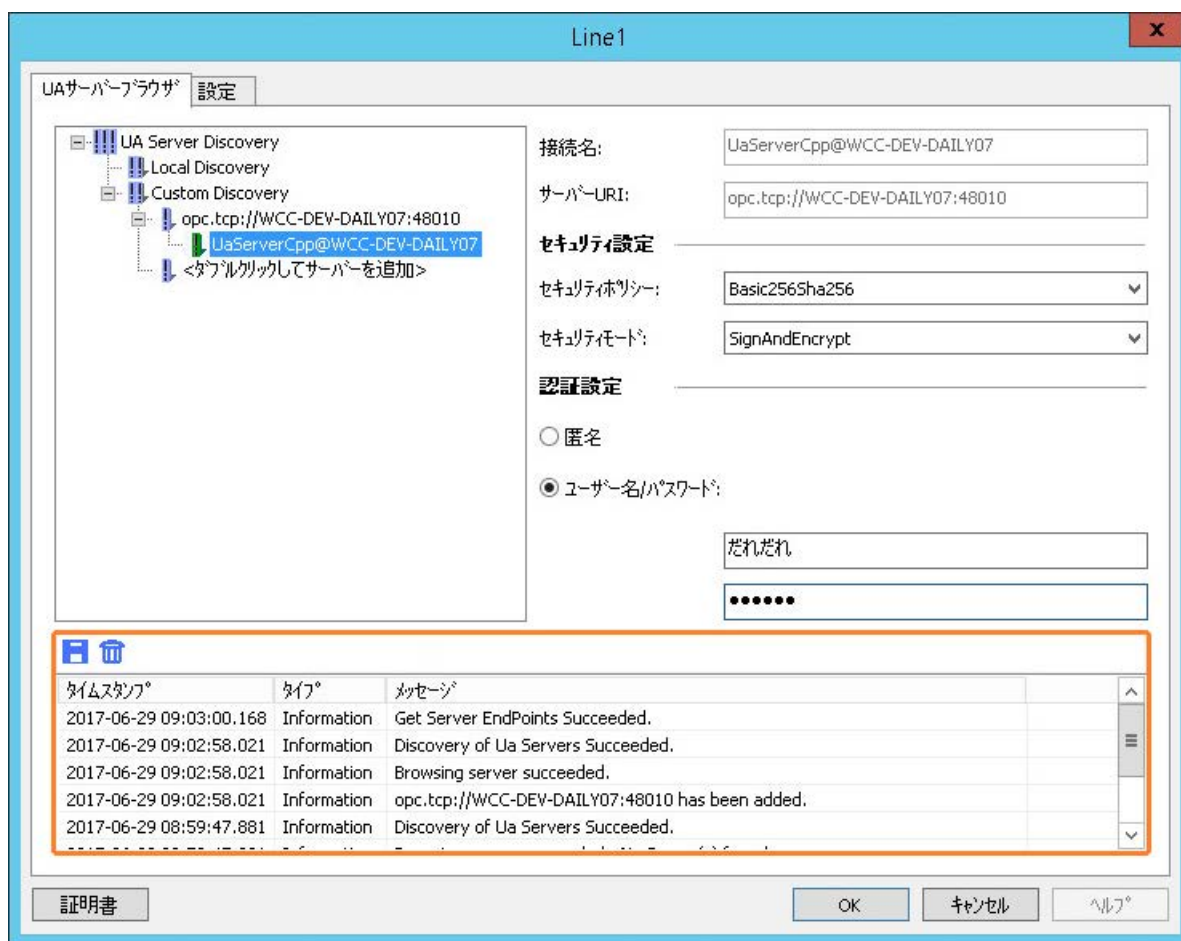 Line1
x
UAサーバーブラウザ 設定
UA Server Discovery
Local Discovery
Custom Discovery
opc.tcp://WCC-DEV-DAILY07:48010
UaServerCpp@WCC-DEV-DAILY07
<ダブルクリックしてサーバーを追加>
接続名: UaServerCpp@WCC-DEV-DAILY07
サーバーURI: opc.tcp://WCC-DEV-DAILY07:48010
セキュリティ設定
セキュリティポリシー: Basic256Sha256
セキュリティモード: SignAndEncrypt
認証設定
匿名
ユーザー名/パスワード:
だれだれ
●●●●●●
タイムスタンプ タイプ メッセージ
2017-06-29 09:03:00.168 Information Get Server EndPoints Succeeded.
2017-06-29 09:02:58.021 Information Discovery of Ua Servers Succeeded.
2017-06-29 09:02:58.021 Information Browsing server succeeded.
2017-06-29 09:02:58.021 Information opc.tcp://WCC-DEV-DAILY07:48010 has been added.
2017-06-29 08:59:47.881 Information Discovery of Ua Servers Succeeded.
証明書 OK キャンセル ヘルプ